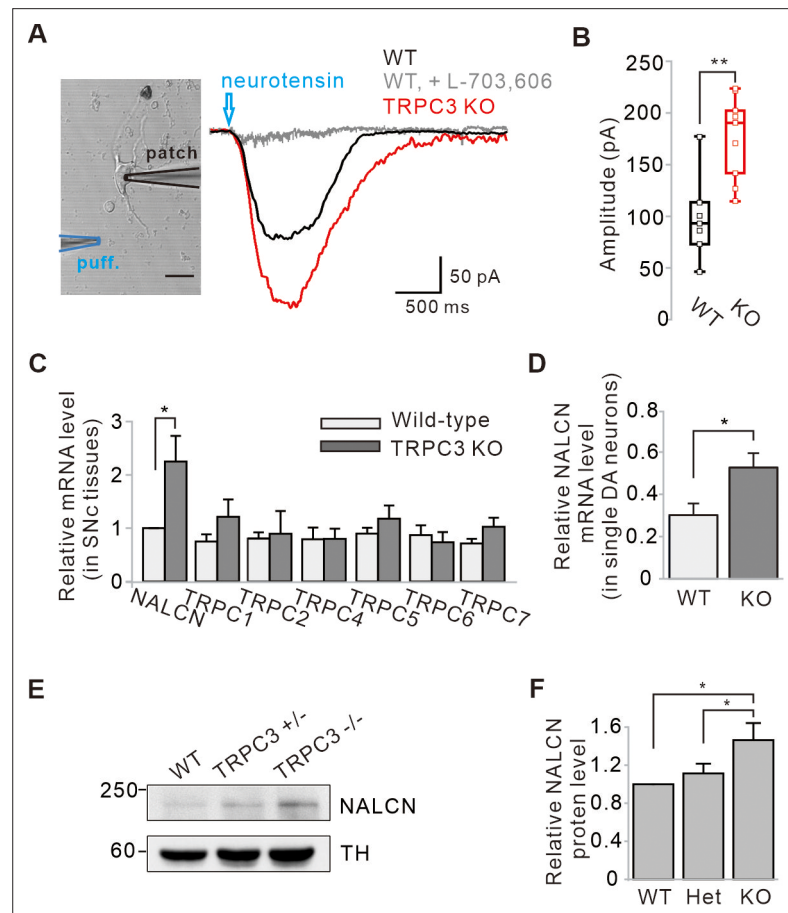 A
WT
WT, + L-703,606
TRPC3 KO
neurotensin
patch
puff.
50 pA
500 ms
B
**
250
200
150
100
50
0
Amplitude (pA)
WT
KO
C
*
3
2
1
0
Relative mRNA level
(in SNc tissues)
Wild-type
TRPC3 KO
NALCN
TRPC1
TRPC2
TRPC4
TRPC5
TRPC6
TRPC7
D
*
0.8
0.6
0.4
0.2
0
Relative NALCN
mRNA level
(in single DA neurons)
WT
KO
E
WT
TRPC3 +/-
TRPC3 -/-
250
NALCN
60
TH
F
*
*
1.6
1.2
0.8
0.4
0
Relative NALCN
proten level
WT
Het
KO